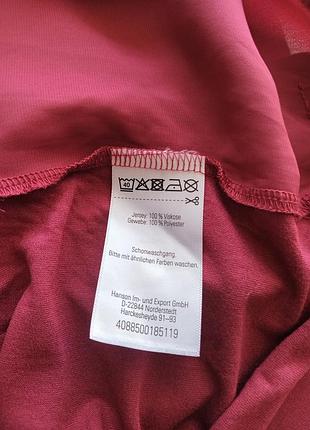 40
Jersey: 100 % Viskose
Gewebe: 100 % Polyester
Schonwaschgang.
Bitte mit ähnlichen Farben waschen.
Hansen Im- und Export GmbH
D-22844 Norderstedt
Harckesheyde 91–93
4088500185119